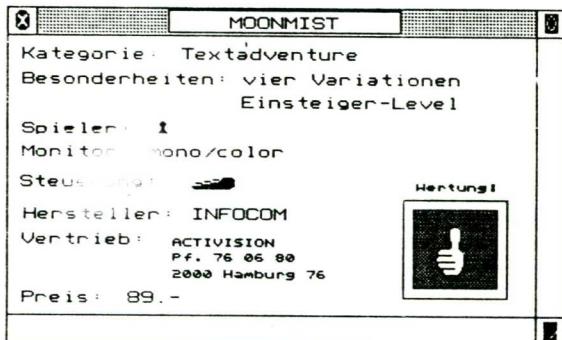 MOONMIST
Kategorie: Textadventure
Besonderheiten: vier Variationen
Einsteiger-Level
Spieler:
Monitor: mono/color
Steuerung:
Wertung:
Hersteller: INFOCOM
Vertrieb: ACTIVISION
Pf. 76 06 80
2000 Hamburg 76
Preis: 89.-